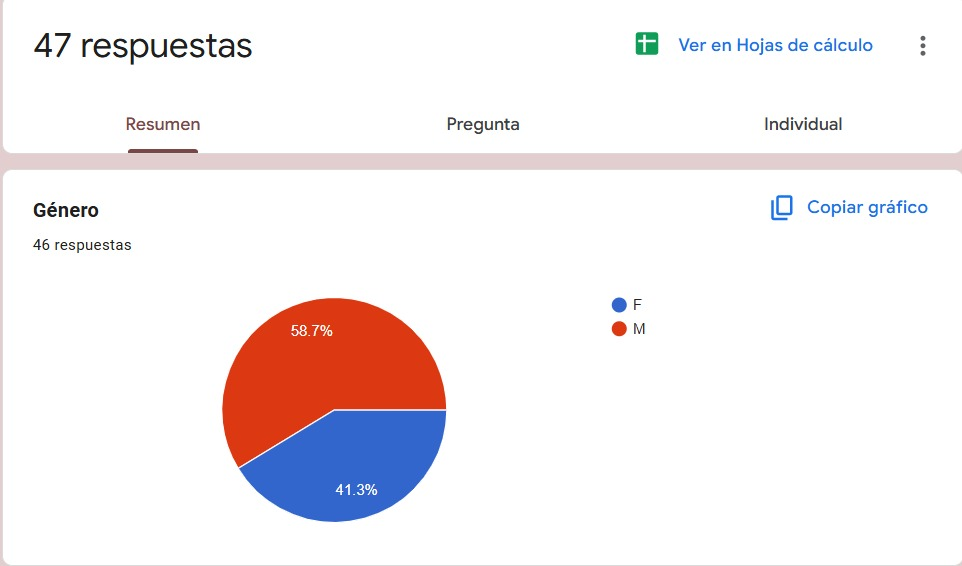 47 respuestas
Ver en Hojas de cálculo
Resumen
Pregunta
Individual
Género
Copiar gráfico
46 respuestas
58.7%
41.3%
F
M